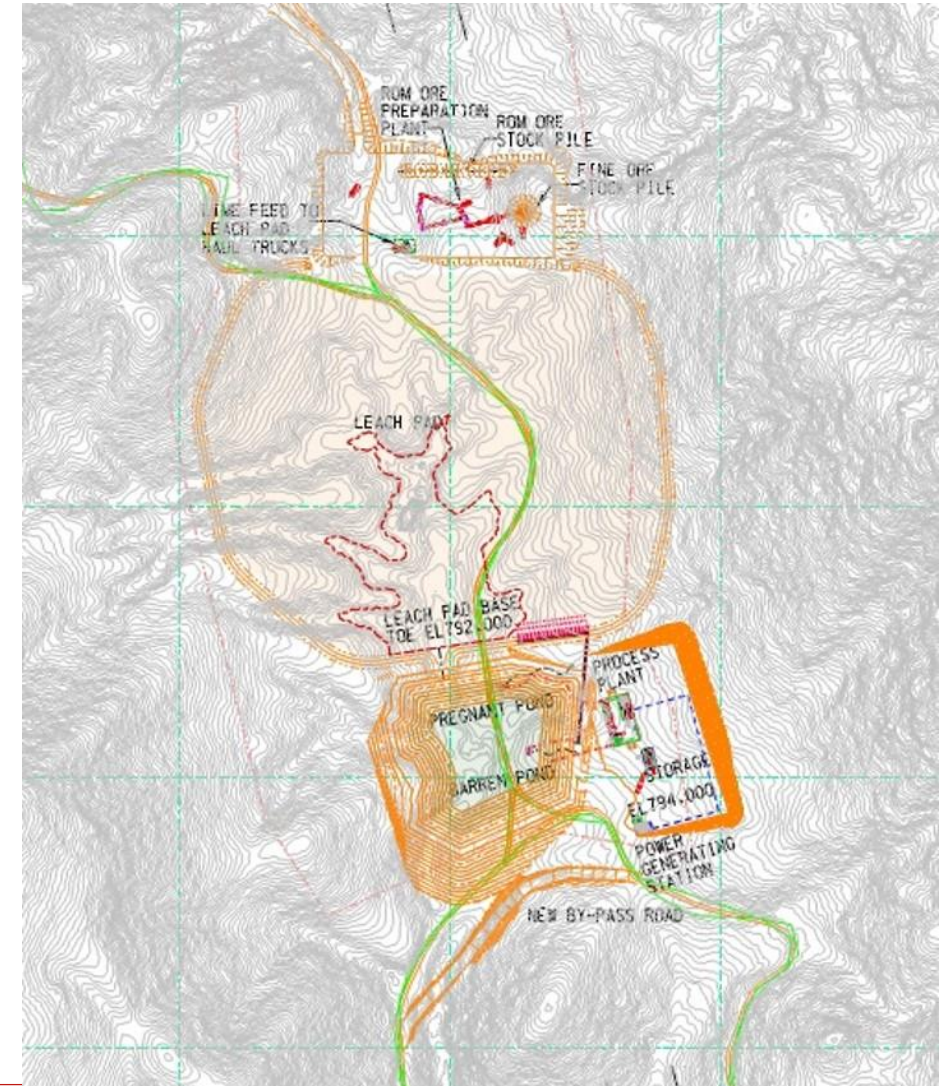 ROM ORE
PREPARATION
PLANT
ROM ORE
STOCK PILE
FINE ORE
STOCK PILE
LIME FEED TO
LEACH PAD
HAUL TRUCKS
LEACH PAD
LEACH PAD BASE
TOE EL792.000
PROCESS
PLANT
PREGNANT POND
STORAGE
BARREN POND
EL794.000
POWER
GENERATING
STATION
NEW BY-PASS ROAD